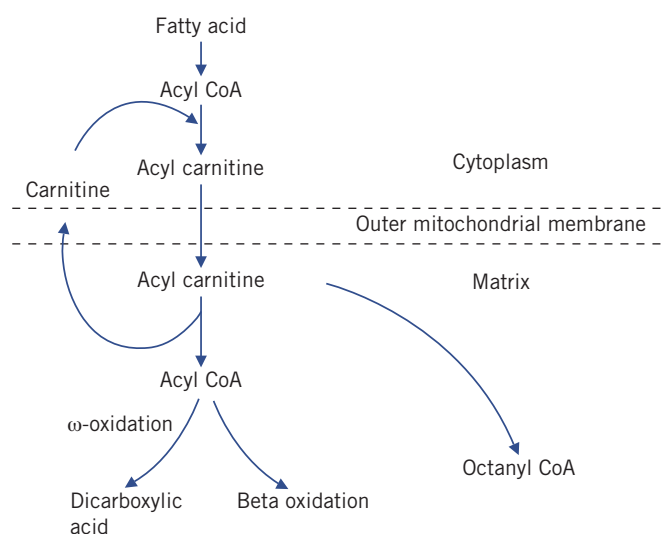 Fatty acid
Acyl CoA
Acyl carnitine
Cytoplasm
Carnitine
Outer mitochondrial membrane
Acyl carnitine
Matrix
Acyl CoA
ω-oxidation
Octanyl CoA
Dicarboxylic
acid
Beta oxidation